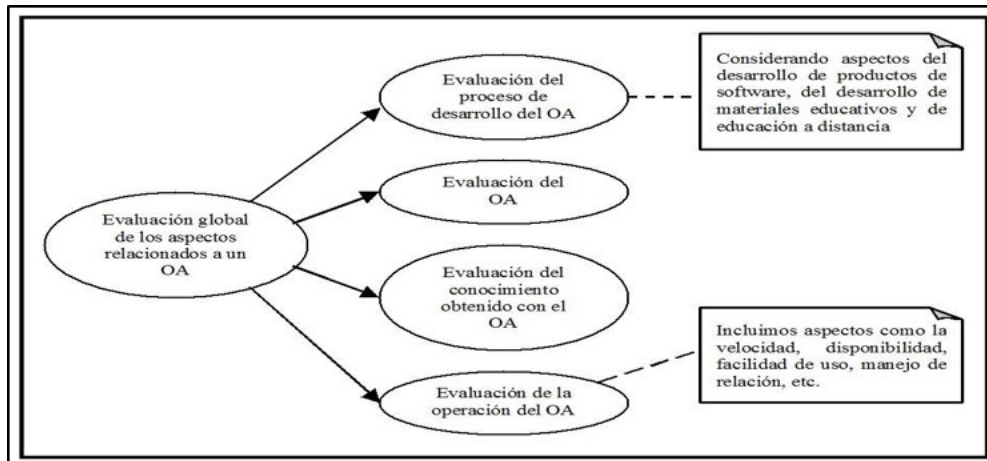 Evaluación global
de los aspectos
relacionados a un
OA
Evaluación del
proceso de
desarrollo del OA
Considerando aspectos del
desarrollo de productos de
software, del desarrollo de
materiales educativos y de
educación a distancia
Evaluación del
OA
Evaluación del
conocimiento
obtenido con el
OA
Evaluación de la
operación del OA
Incluimos aspectos como la
velocidad, disponibilidad,
facilidad de uso, manejo de
relación, etc.